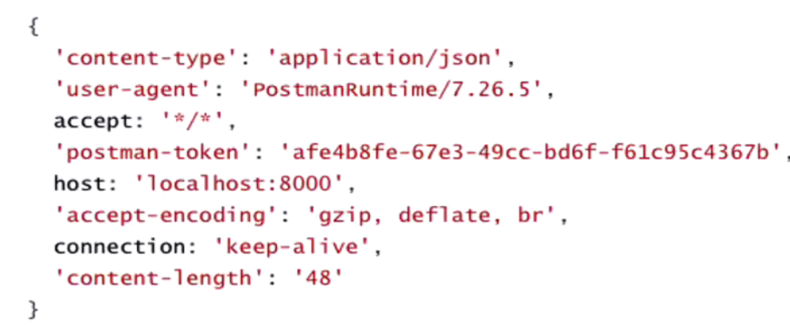 {
'content-type': 'application/json',
'user-agent': 'PostmanRuntime/7.26.5',
accept: '*/*',
'postman-token': 'afe4b8fe-67e3-49cc-bd6f-f61c95c4367b',
host: 'localhost:8000',
'accept-encoding': 'gzip, deflate, br',
connection: 'keep-alive',
'content-length': '48'
}